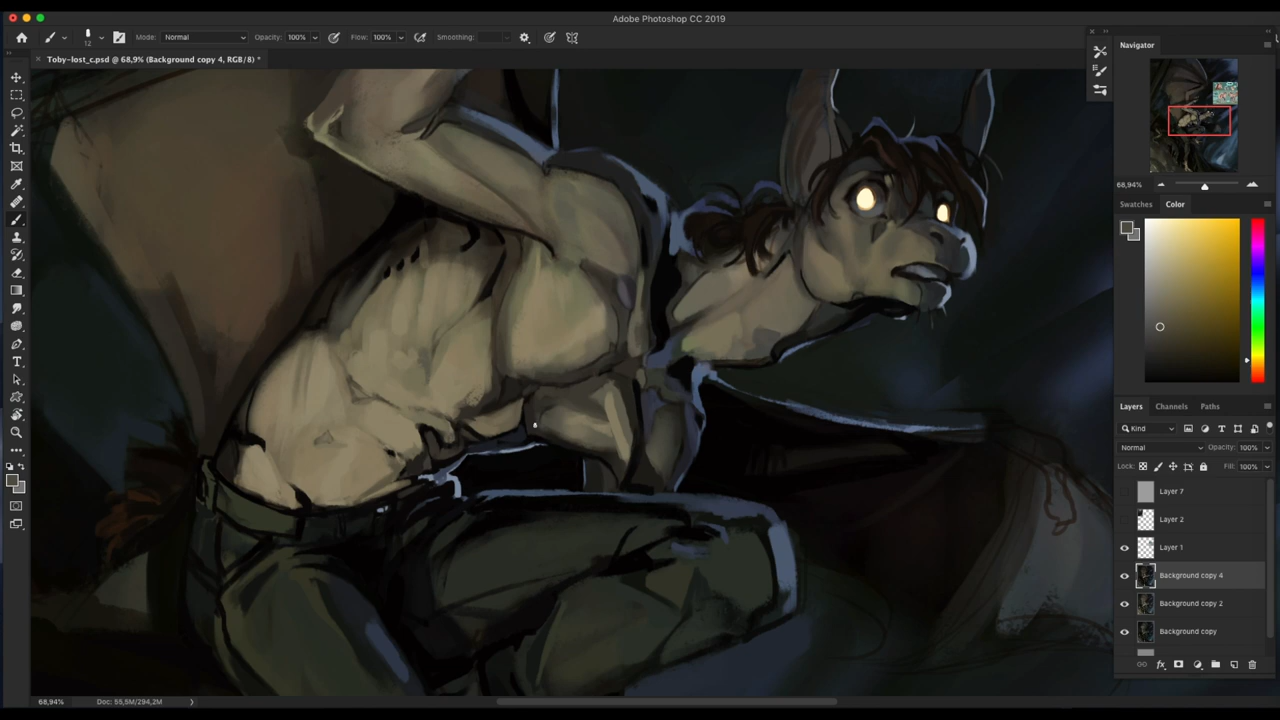 Adobe Photoshop CC 2019
12
Mode: Normal
Opacity: 100%
Flow: 100%
Smoothing:
Toby-lost_c.psd @ 68,9% (Background copy 4, RGB/8) *
Navigator
68,94%
Swatches Color
Layers Channels Paths
Kind
Normal Opacity: 100%
Lock: Fill: 100%
Layer 7
Layer 2
Layer 1
Background copy 4
Background copy 2
Background copy
68,94% Doc: 55,5M/294,2M